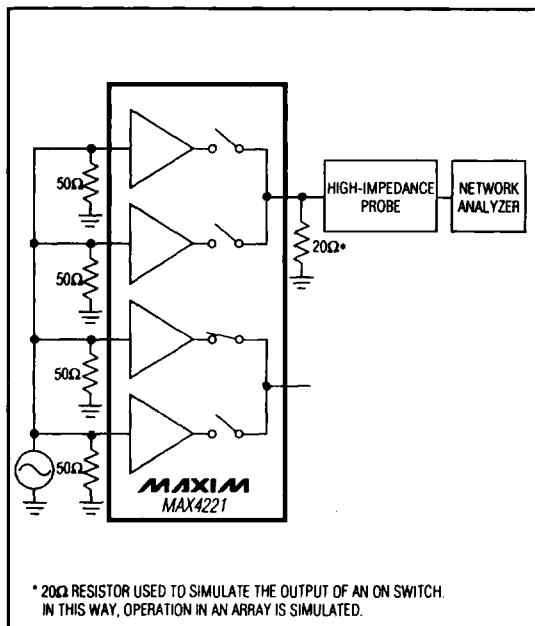 50Ω
50Ω
50Ω
50Ω
20Ω*
HIGH-IMPEDANCE
PROBE
NETWORK
ANALYZER
MAXIM
MAX4221
* 20Ω RESISTOR USED TO SIMULATE THE OUTPUT OF AN ON SWITCH.
IN THIS WAY, OPERATION IN AN ARRAY IS SIMULATED.